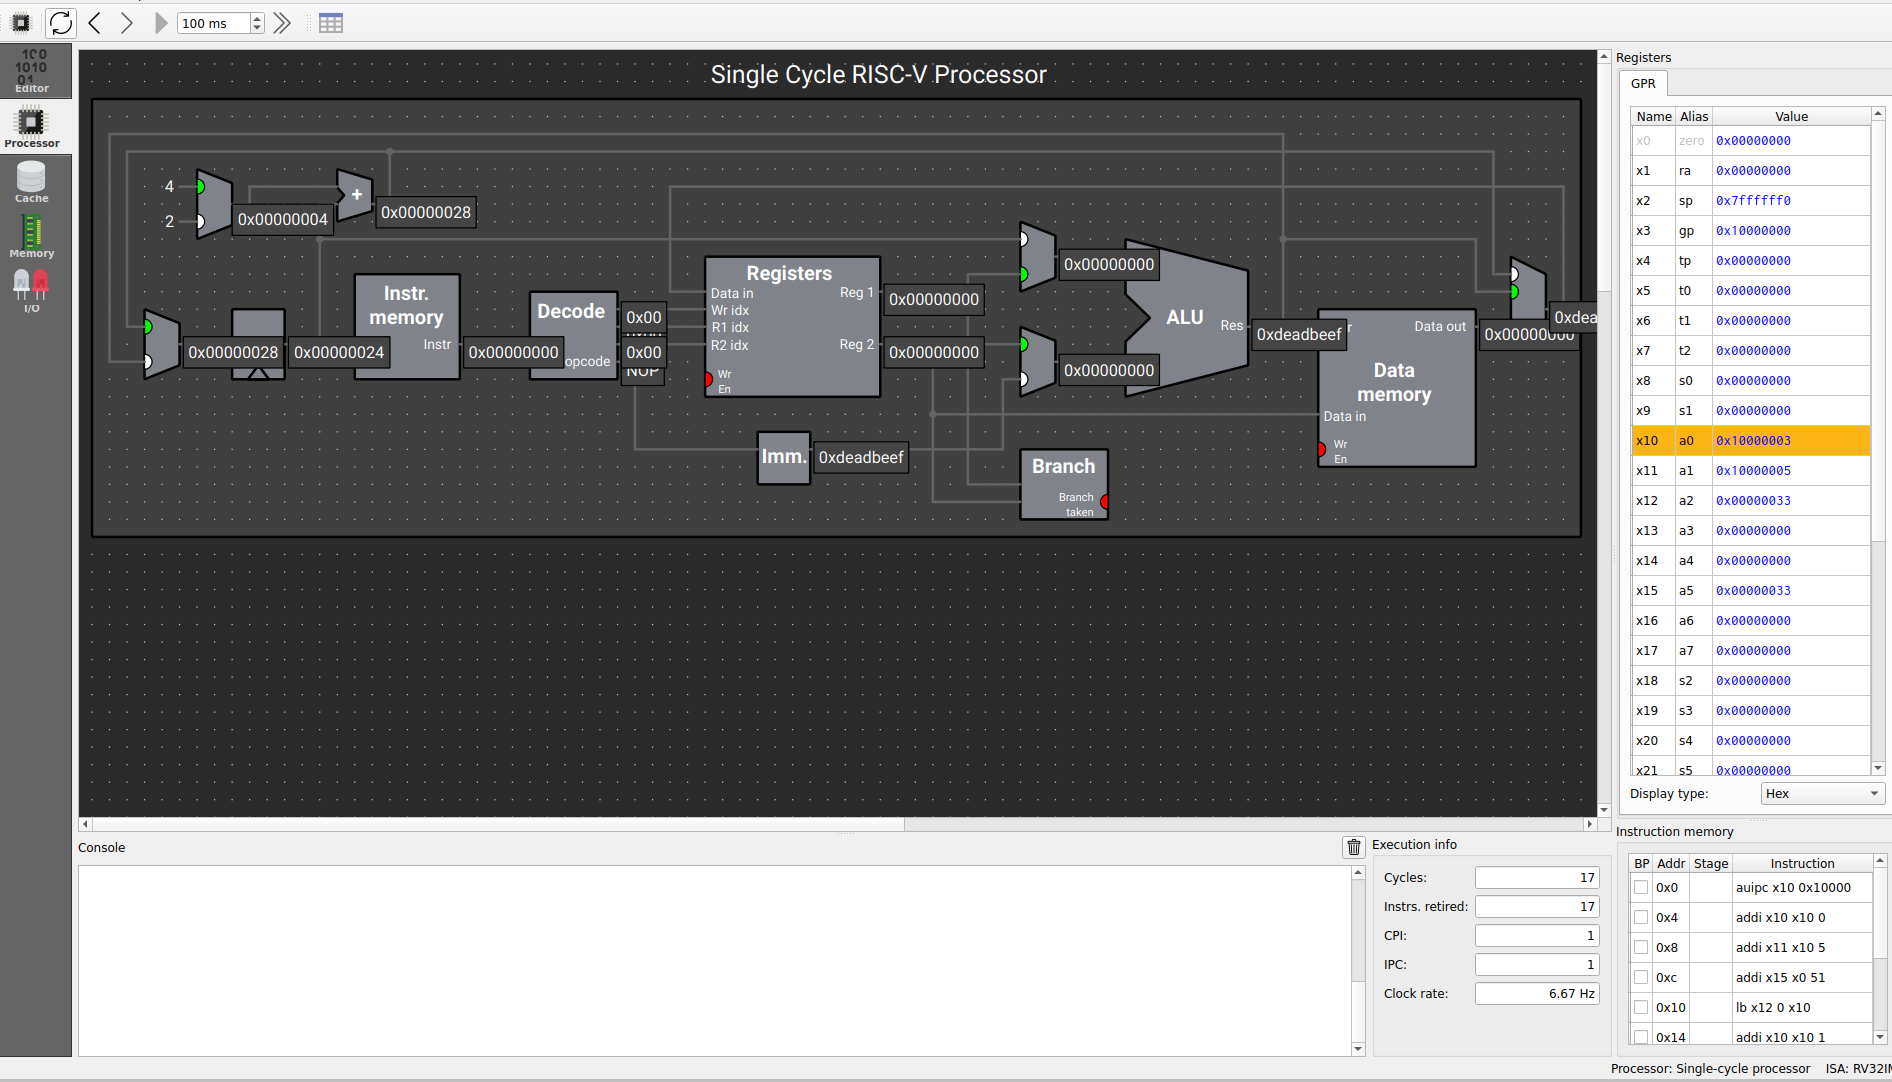 100 ms
100
1010
01
Editor
Processor
Cache
Memory
I/O
Single Cycle RISC-V Processor
4
2
0x00000004
+
0x00000028
0x00000028
0x00000024
Instr.
memory
Instr
0x00000000
Decode
opcode
0x00
0x00
NOP
Registers
Data in
Wr idx
R1 idx
R2 idx
Wr
En
Reg 1
Reg 2
0x00000000
0x00000000
Imm.
0xdeadbeef
0x00000000
0x00000000
ALU
Res
0xdeadbeef
Branch
Branch
taken
r
Data out
Data
memory
Data in
Wr
En
0x00000000
0xdea
Registers
GPR
Name Alias Value
x0 zero 0x00000000
x1 ra 0x00000000
x2 sp 0x7ffffff0
x3 gp 0x10000000
x4 tp 0x00000000
x5 t0 0x00000000
x6 t1 0x00000000
x7 t2 0x00000000
x8 s0 0x00000000
x9 s1 0x00000000
x10 a0 0x10000003
x11 a1 0x10000005
x12 a2 0x00000033
x13 a3 0x00000000
x14 a4 0x00000000
x15 a5 0x00000033
x16 a6 0x00000000
x17 a7 0x00000000
x18 s2 0x00000000
x19 s3 0x00000000
x20 s4 0x00000000
x21 s5 0x00000000
Display type: Hex
Console
Execution info
Cycles: 17
Instrs. retired: 17
CPI: 1
IPC: 1
Clock rate: 6.67 Hz
Instruction memory
BP Addr Stage Instruction
0x0 auipc x10 0x10000
0x4 addi x10 x10 0
0x8 addi x11 x10 5
0xc addi x15 x0 51
0x10 lb x12 0 x10
0x14 addi x10 x10 1
Processor: Single-cycle processor ISA: RV32I